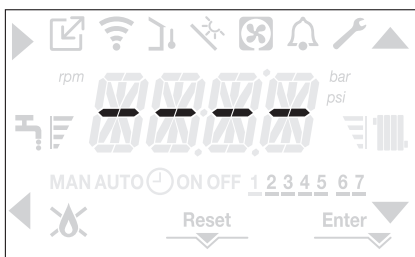 rpm bar
psi
- - - -
MAN AUTO ON OFF 1 2 3 4 5 6 7
Reset Enter